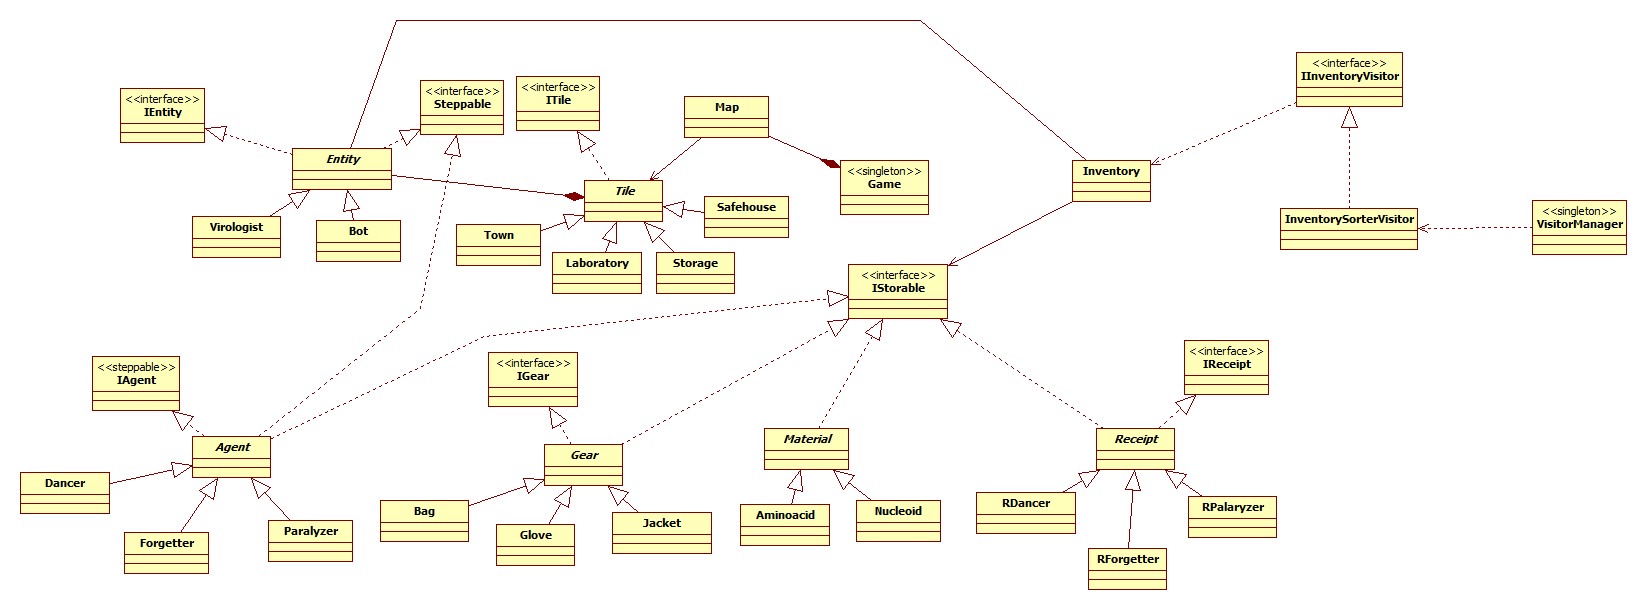 <<interface>>
IInventoryVisitor
<<interface>>
Steppable
<<interface>>
ITile
<<interface>>
IEntity
Map
Entity
<<singleton>>
Game
Inventory
Tile
Safehouse
InventorySorterVisitor
<<singleton>>
VisitorManager
Virologist
Bot
Town
Laboratory
Storage
<<interface>>
IStorable
<<steppable>>
IAgent
<<interface>>
IGear
<<interface>>
IReceipt
Agent
Gear
Material
Receipt
Dancer
Forgetter
Paralyzer
Bag
Glove
Jacket
Aminoacid
Nucleoid
RDancer
RPalaryzer
RForgetter